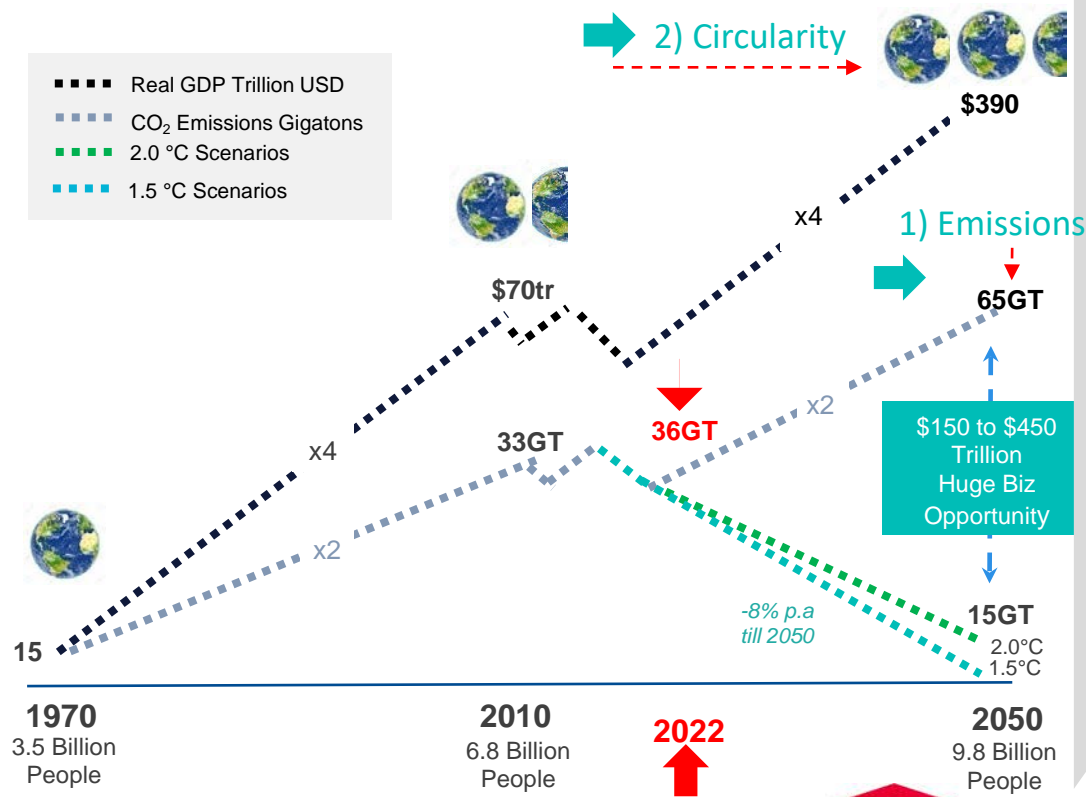 2) Circularity
Real GDP Trillion USD
CO₂ Emissions Gigatons
2.0 °C Scenarios
1.5 °C Scenarios
$390
x4
1) Emissions
$70tr
65GT
36GT
33GT
x2
x4
$150 to $450
Trillion
Huge Biz
Opportunity
x2
-8% p.a
till 2050
15GT
2.0°C
1.5°C
15
1970
3.5 Billion
People
2010
6.8 Billion
People
2022
2050
9.8 Billion
People